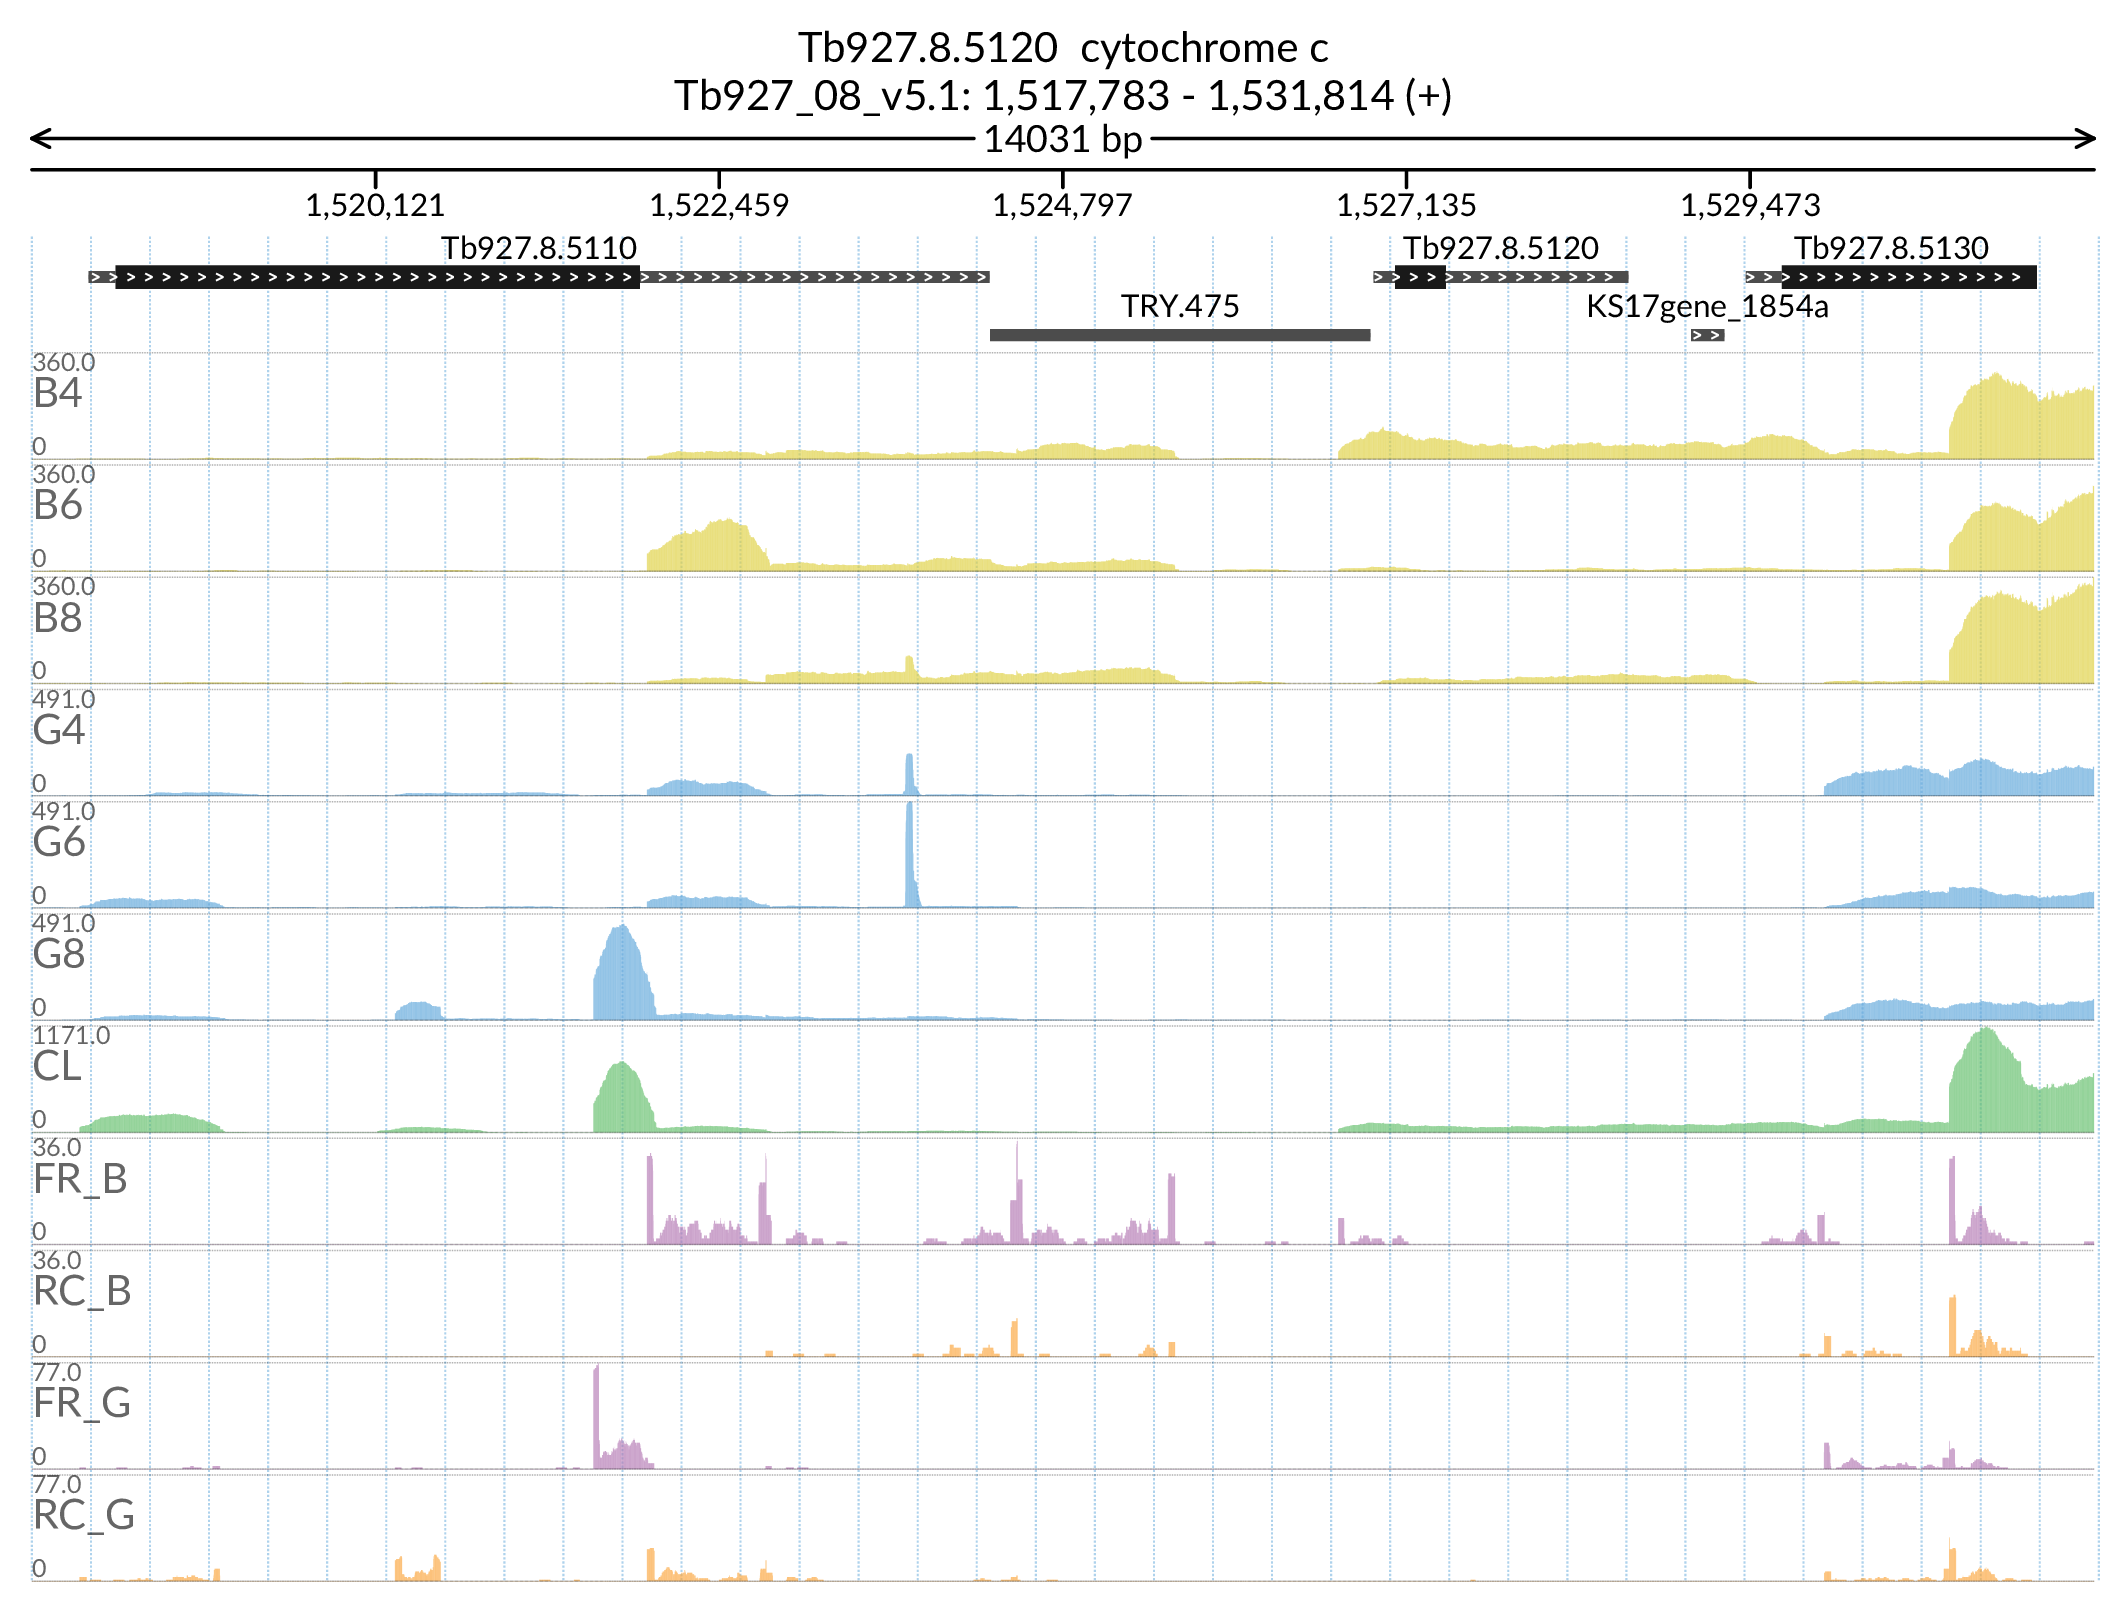 Tb927.8.5120 cytochrome c
Tb927_08_v5.1: 1,517,783 - 1,531,814 (+)
14031 bp
1,520,121 1,522,459 1,524,797 1,527,135 1,529,473
Tb927.8.5110 Tb927.8.5120 Tb927.8.5130
TRY.475 KS17gene_1854a
360.0
B4
0
360.0
B6
0
360.0
B8
0
491.0
G4
0
491.0
G6
0
491.0
G8
0
1171.0
CL
0
36.0
FR_B
0
36.0
RC_B
0
77.0
FR_G
0
77.0
RC_G
0